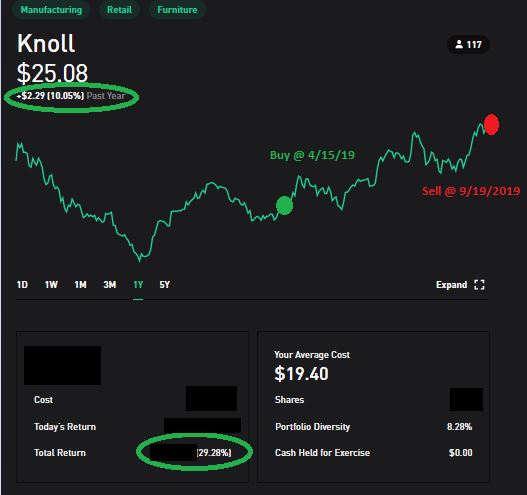 Manufacturing Retail Furniture
Knoll
117
$25.08
+$2.29 (10.05%) Past Year
Buy @ 4/15/19
Sell @ 9/19/2019
1D 1W 1M 3M 1Y 5Y Expand
Your Average Cost
$19.40
Cost
Shares
Today's Return
Portfolio Diversity 8.28%
Total Return (29.28%)
Cash Held for Exercise $0.00